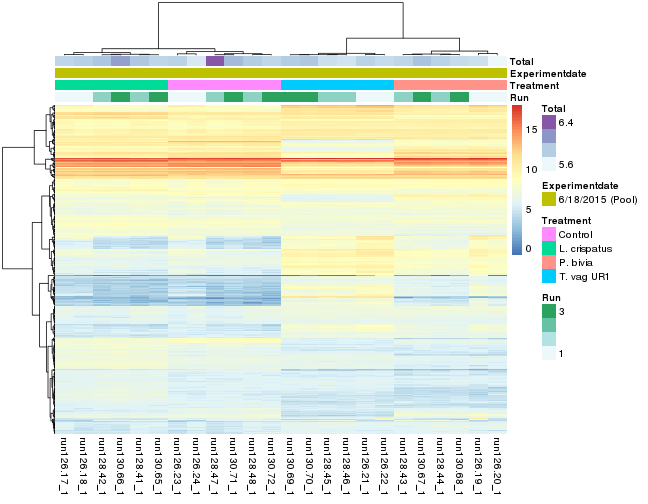 Total
Experimentdate
Treatment
Run
15
10
5
0
Total
6.4
5.6
Experimentdate
6/18/2015 (Pool)
Treatment
Control
L. crispatus
P. bivia
T. vag UR1
Run
3
1
run126.17_1
run126.18_1
run128.42_1
run130.66_1
run128.41_1
run130.65_1
run126.23_1
run126.24_1
run128.47_1
run130.71_1
run128.48_1
run130.72_1
run130.69_1
run130.70_1
run128.45_1
run128.46_1
run126.21_1
run126.22_1
run128.43_1
run130.67_1
run128.44_1
run130.68_1
run126.19_1
run126.20_1